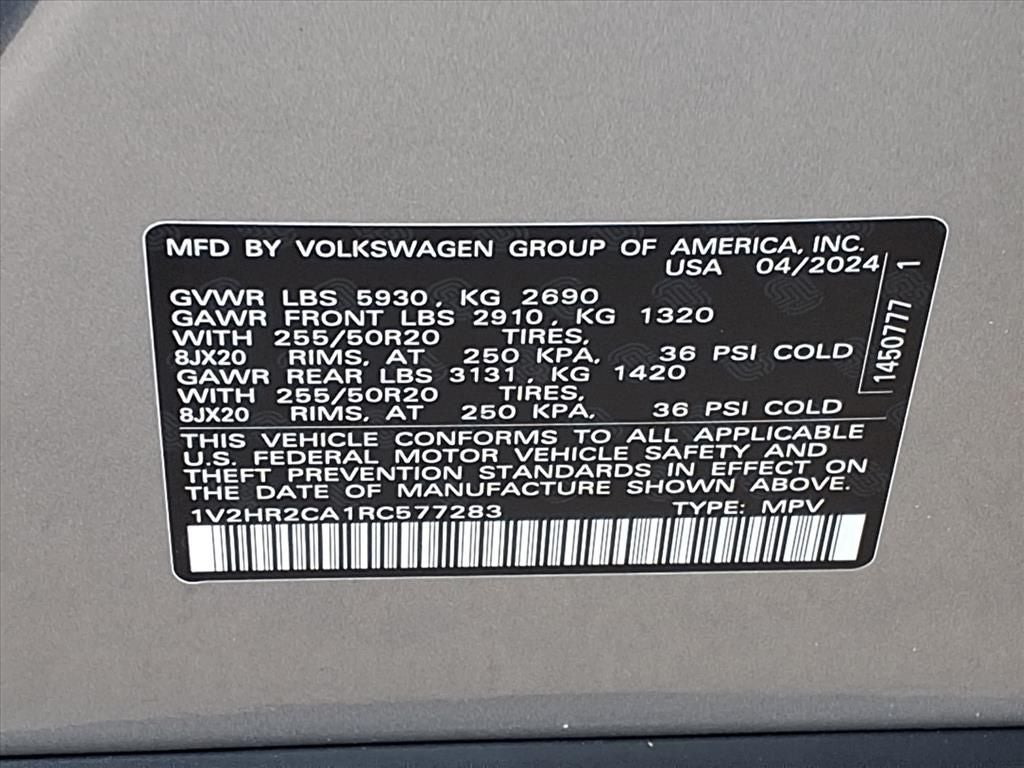 MFD BY VOLKSWAGEN GROUP OF AMERICA, INC.
USA 04/2024
GVWR LBS 5930, KG 2690
GAWR FRONT LBS 2910, KG 1320
WITH 255/50R20 TIRES,
8JX20 RIMS, AT 250 KPA, 36 PSI COLD
GAWR REAR LBS 3131, KG 1420
WITH 255/50R20 TIRES,
8JX20 RIMS, AT 250 KPA, 36 PSI COLD
THIS VEHICLE CONFORMS TO ALL APPLICABLE
U.S. FEDERAL MOTOR VEHICLE SAFETY AND
THEFT PREVENTION STANDARDS IN EFFECT ON
THE DATE OF MANUFACTURE SHOWN ABOVE.
1V2HR2CA1RC577283 TYPE: MPV
1450777 1